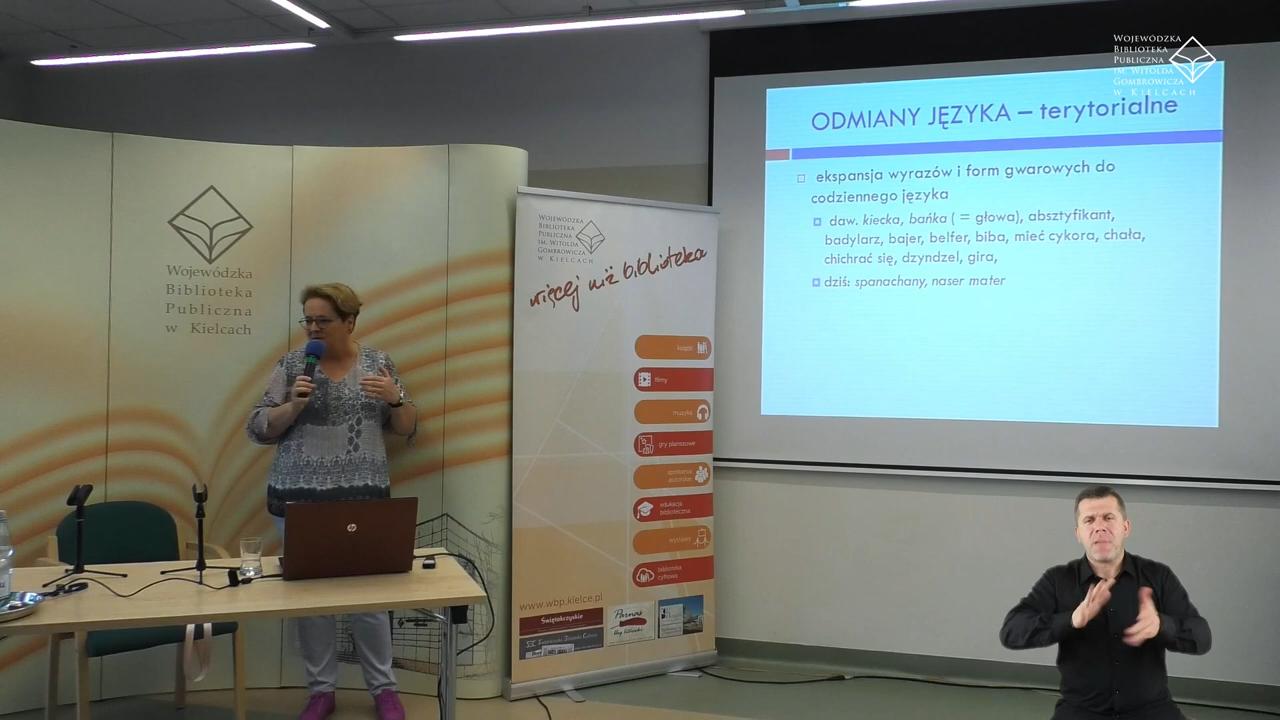 Wojewódzka
Biblioteka
Publiczna
im. Witolda
Gombrowicza
w Kielcach
ODMIANY JĘZYKA – terytorialne
ekspansja wyrazów i form gwarowych do
codziennego języka
daw. kiecka, bańka ( = głowa), absztyfikant,
badylarz, bajer, belfer, biba, mieć cykora, chała,
chichrać się, dzyndzel, gira,
dziś: spanachany, naser mater
Wojewódzka
Biblioteka
Publiczna
w Kielcach
Wojewódzka
Biblioteka
Publiczna
im. Witolda
Gombrowicza
w Kielcach
więcej niż biblioteka
książki
filmy
muzyka
gry planszowe
spotkania
autorskie
edukacja
biblioteczna
wystawy
biblioteka
cyfrowa
www.wbp.kielce.pl
Świętokrzyskie
Parnas
hp